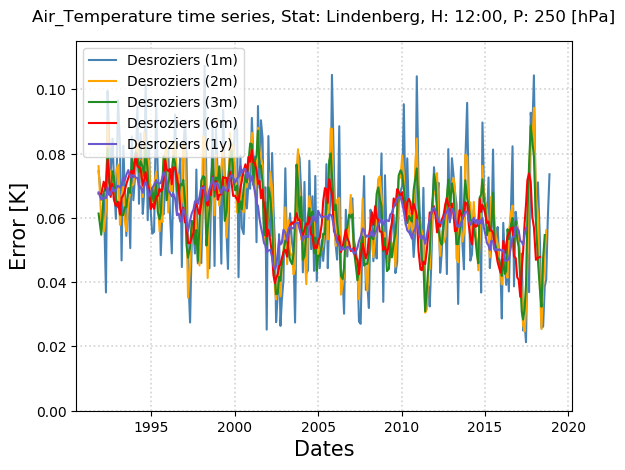 Air_Temperature time series, Stat: Lindenberg, H: 12:00, P: 250 [hPa]
Desroziers (1m)
Desroziers (2m)
Desroziers (3m)
Desroziers (6m)
Desroziers (1y)
Error [K]
0.10
0.08
0.06
0.04
0.02
0.00
1995 2000 2005 2010 2015 2020
Dates